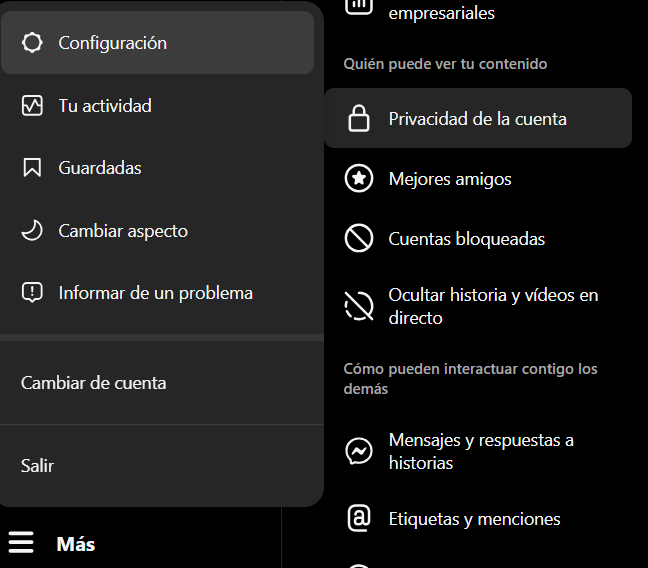 Configuración
Tu actividad
Guardadas
Cambiar aspecto
Informar de un problema
Cambiar de cuenta
Salir
Más
empresariales
Quién puede ver tu contenido
Privacidad de la cuenta
Mejores amigos
Cuentas bloqueadas
Ocultar historia y vídeos en
directo
Cómo pueden interactuar contigo los
demás
Mensajes y respuestas a
historias
Etiquetas y menciones